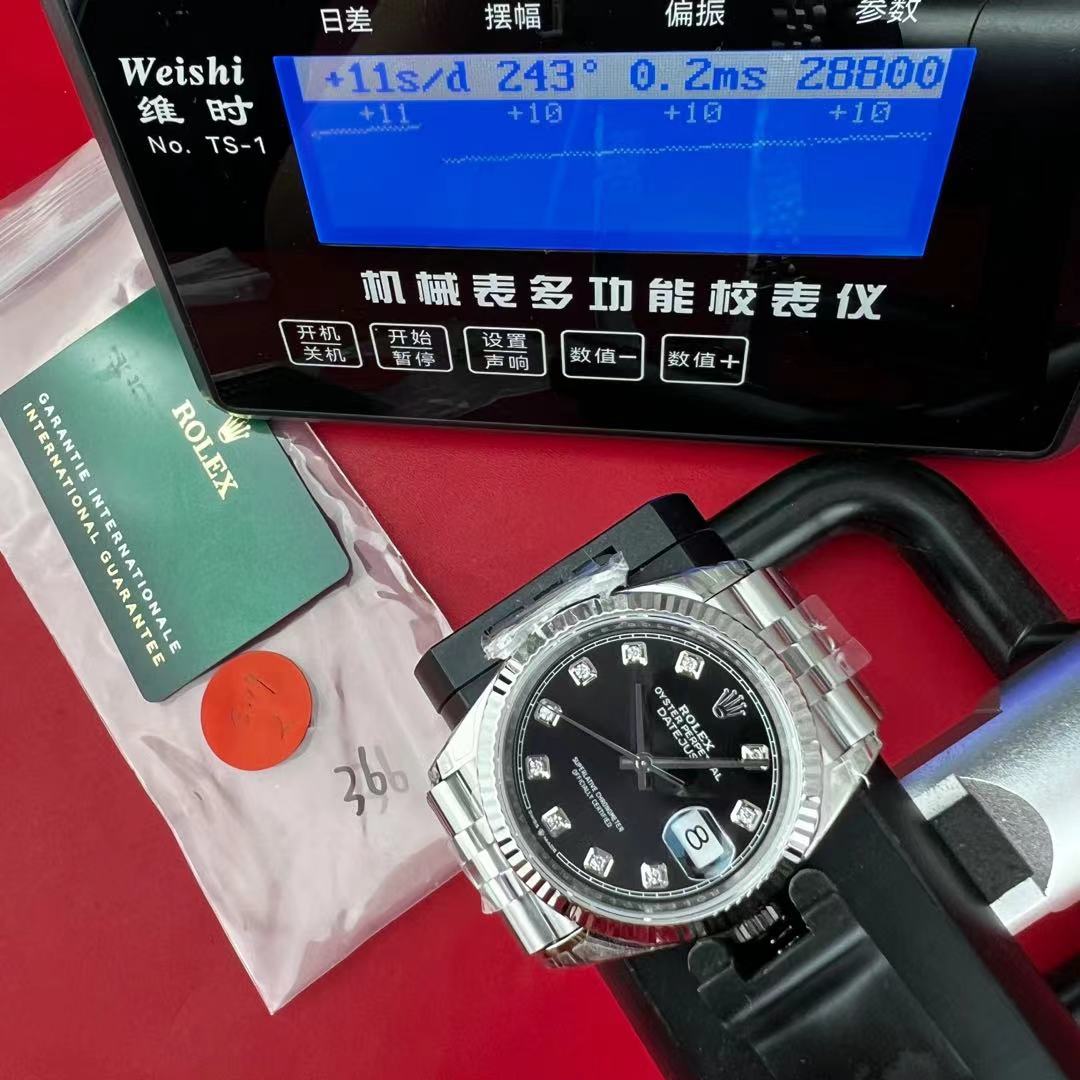 日差 摆幅 偏振 参数
Weishi
维时
No. TS-1
+11s/d 243° 0.2ms 28800
+11 +10 +10 +10
机械表多功能校表仪
开机 开始 设置 数值− 数值+
关机 暂停 声响
ROLEX
GARANTIE INTERNATIONALE
INTERNATIONAL GUARANTEE
366
ROLEX
OYSTER PERPETUAL
DATEJUST
SUPERLATIVE CHRONOMETER
OFFICIALLY CERTIFIED
8
MADE